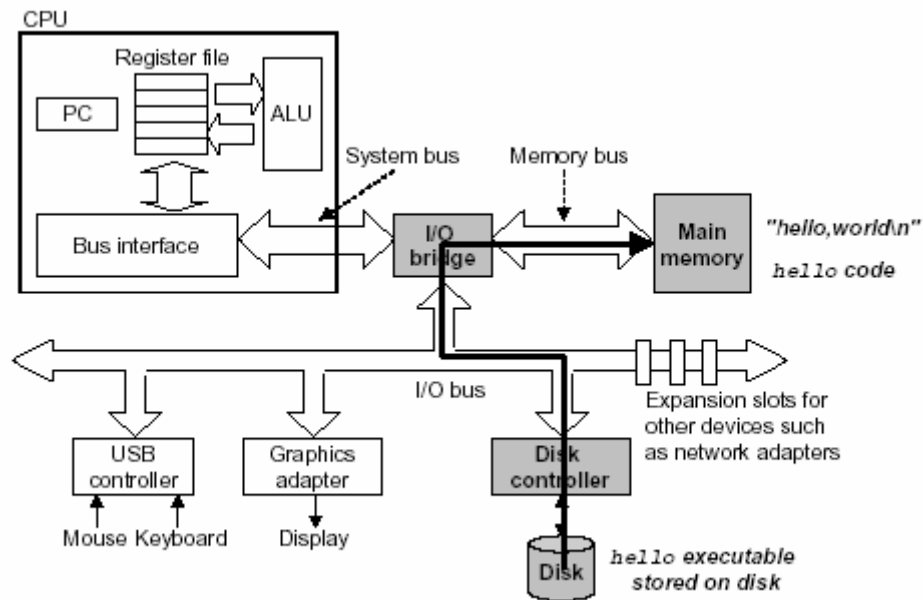 CPU
Register file
PC
ALU
System bus
Memory bus
Bus interface
I/O
bridge
Main
memory
"hello,world\n"
hello code
I/O bus
Expansion slots for
other devices such
as network adapters
USB
controller
Graphics
adapter
Disk
controller
Mouse Keyboard
Display
Disk
hello executable
stored on disk